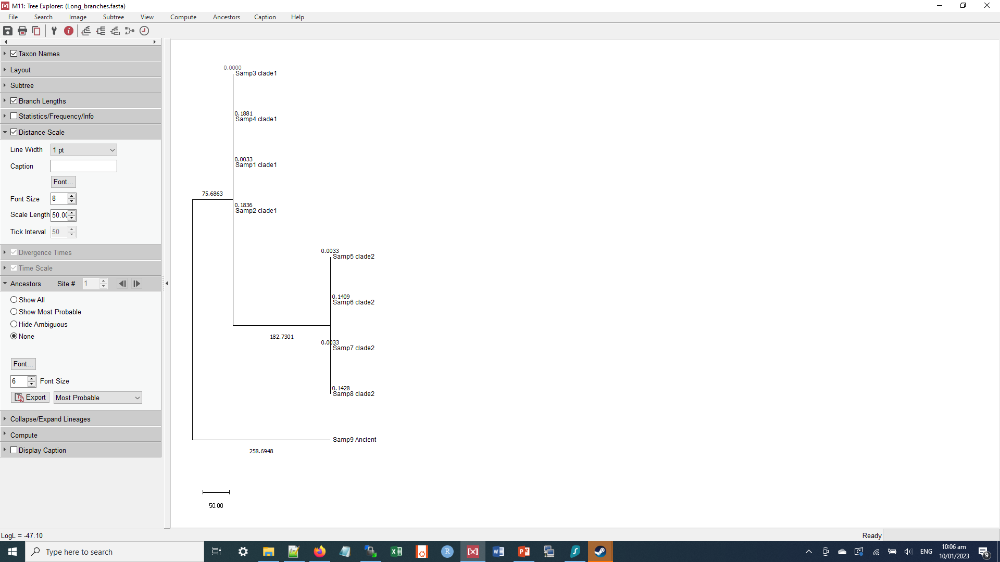 M11: Tree Explorer: (Long_branches.fasta)
File Search Image Subtree View Compute Ancestors Caption Help
Taxon Names
Layout
Subtree
Branch Lengths
Statistics/Frequency/Info
Distance Scale
Line Width 1 pt
Caption
Font...
Font Size 8
Scale Length 50.00
Tick Interval 50
Divergence Times
Time Scale
Ancestors Site # 1
Show All
Show Most Probable
Hide Ambiguous
None
Font...
6 Font Size
Export Most Probable
Collapse/Expand Lineages
Compute
Display Caption
0.0000
Samp3 clade1
0.1881
Samp4 clade1
0.0033
Samp1 clade1
75.6863
0.1836
Samp2 clade1
0.0033
Samp5 clade2
0.1409
Samp6 clade2
182.7301
0.0033
Samp7 clade2
0.1428
Samp8 clade2
Samp9 Ancient
258.6948
50.00
LogL = -47.10
Ready
Type here to search
R
ENG
10:06 am
10/01/2023
9